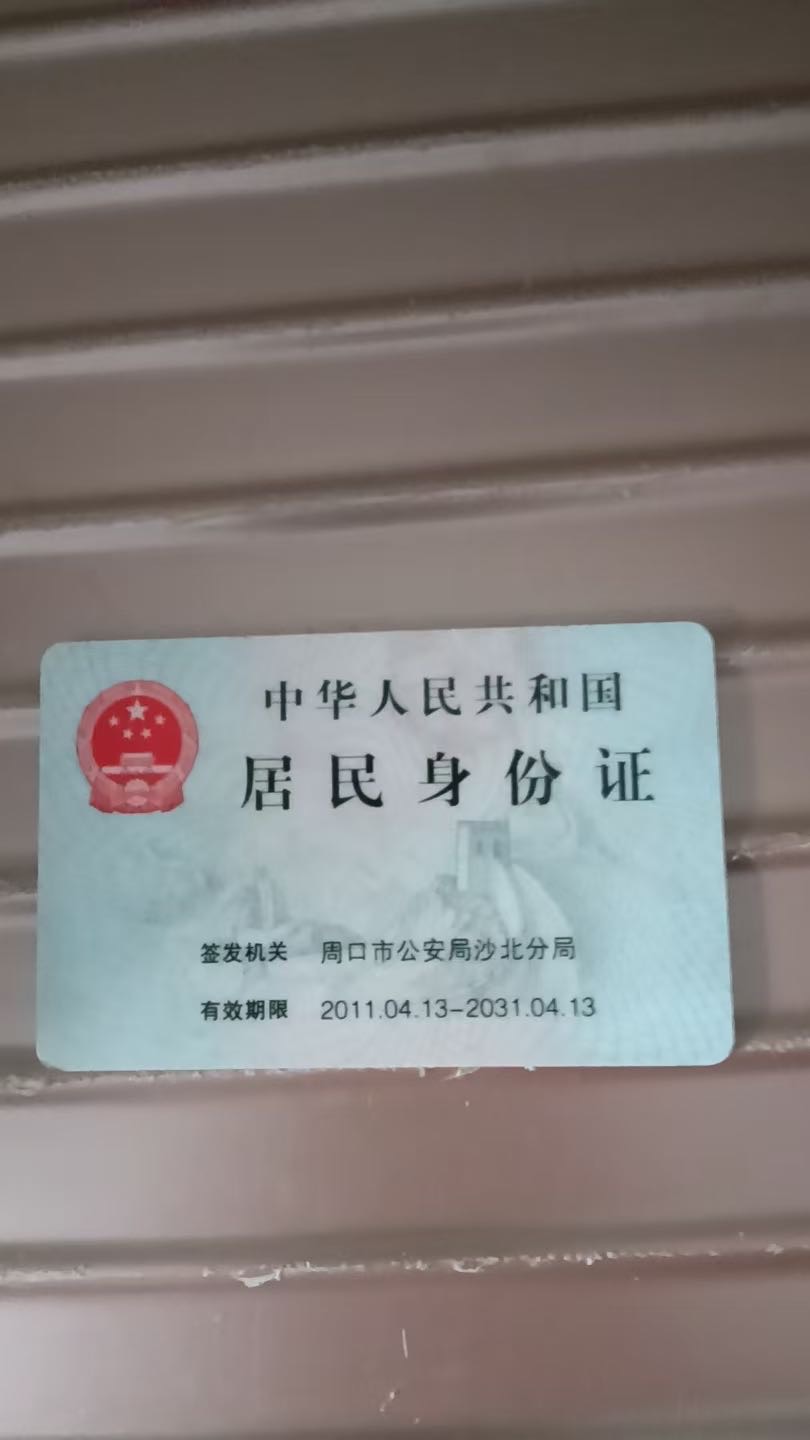 中华人民共和国
居民身份证
签发机关 周口市公安局沙北分局
有效期限 2011.04.13-2031.04.13